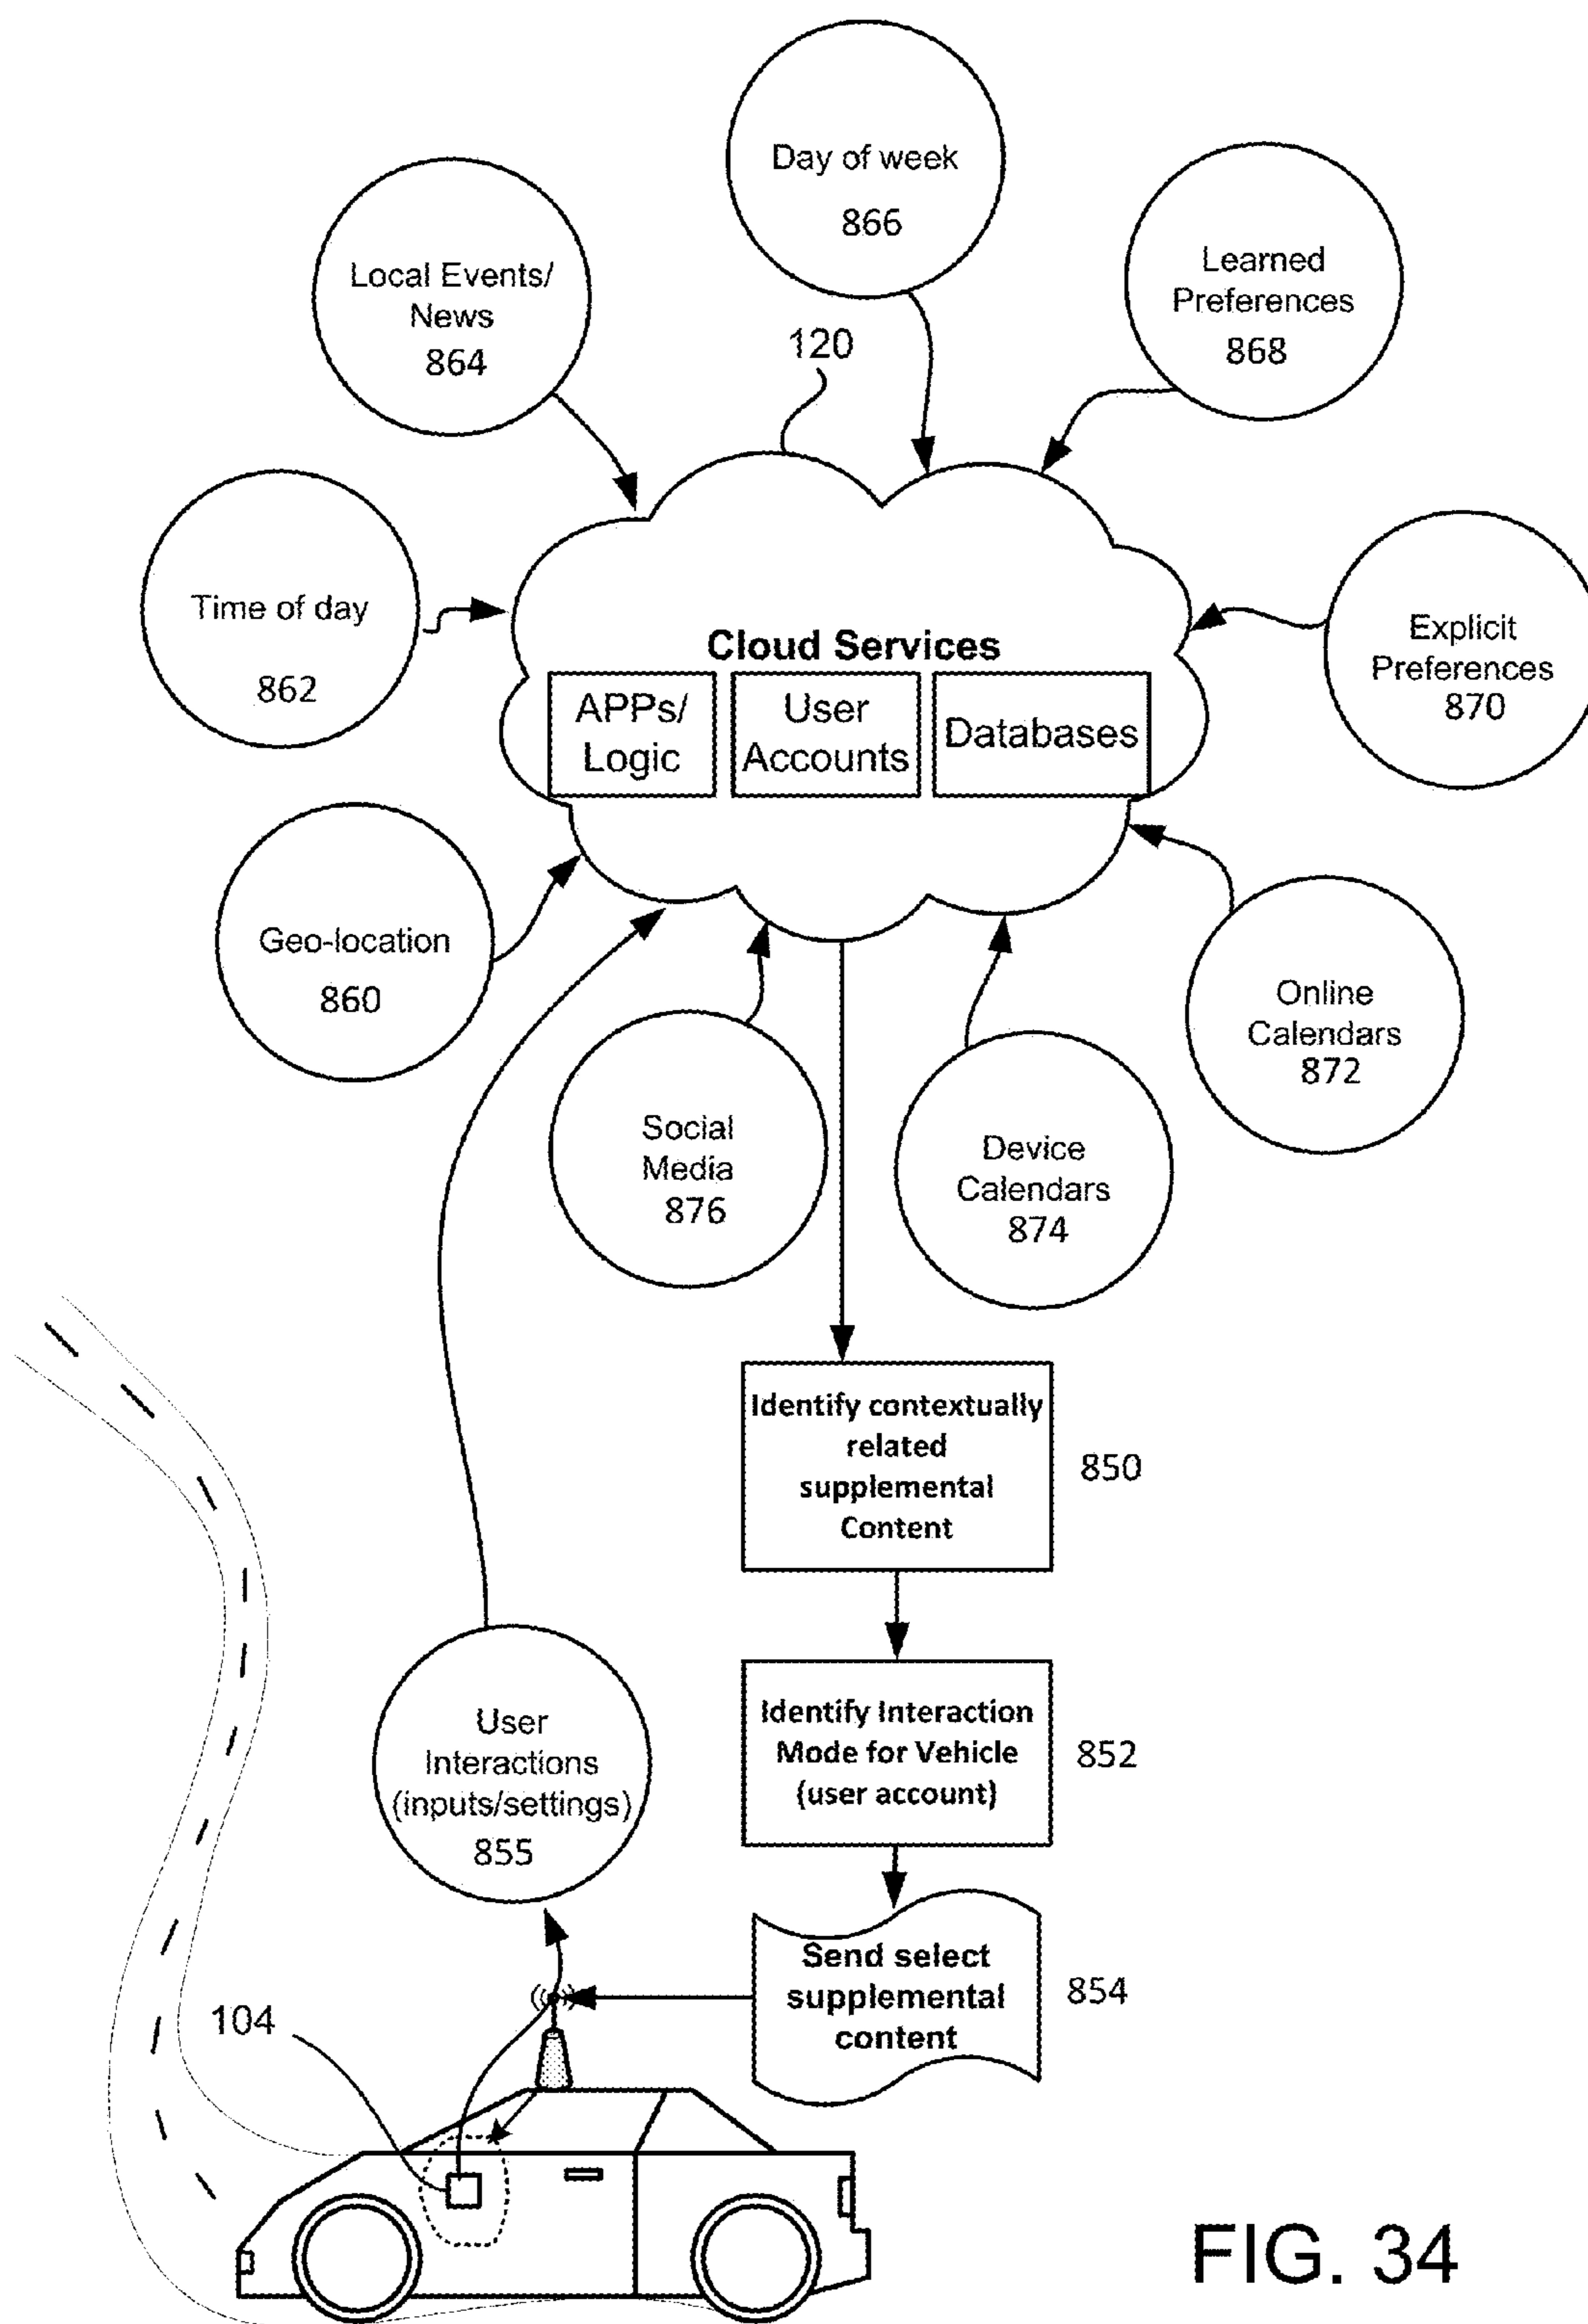 Day of week
866
Local Events/
News
864
Learned
Preferences
868
120
Time of day
862
Explicit
Preferences
870
Cloud Services
APPs/
Logic
User
Accounts
Databases
Geo-location
860
Online
Calendars
872
Social
Media
876
Device
Calendars
874
Identify contextually
related
supplemental
Content
850
Identify Interaction
Mode for Vehicle
(user account)
852
User
Interactions
(inputs/settings)
855
Send select
supplemental
content
854
104
FIG. 34